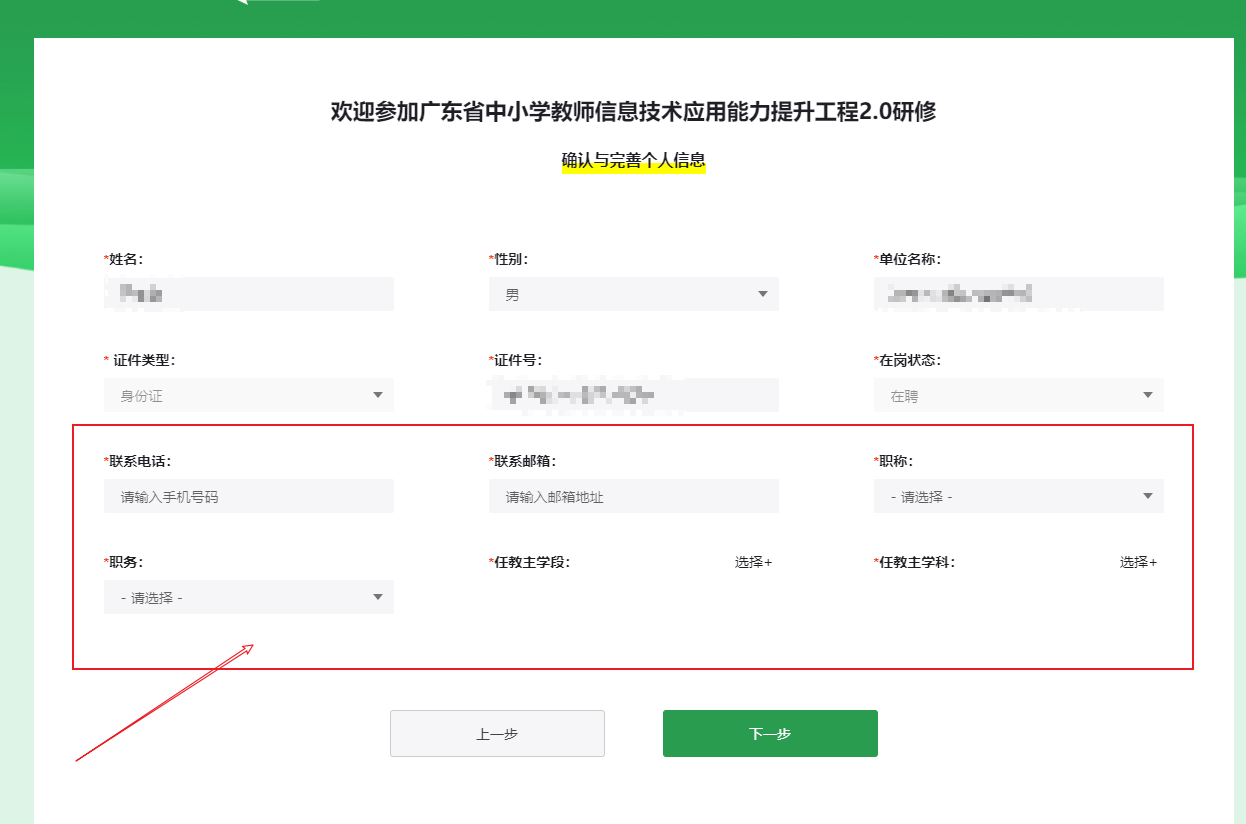 欢迎参加广东省中小学教师信息技术应用能力提升工程2.0研修
确认与完善个人信息
*姓名： *性别： *单位名称：
男
* 证件类型： *证件号： *在岗状态：
身份证 在聘
*联系电话： *联系邮箱： *职称：
请输入手机号码 请输入邮箱地址 - 请选择 -
*职务： *任教主学段： 选择+ *任教主学科： 选择+
- 请选择 -
上一步 下一步